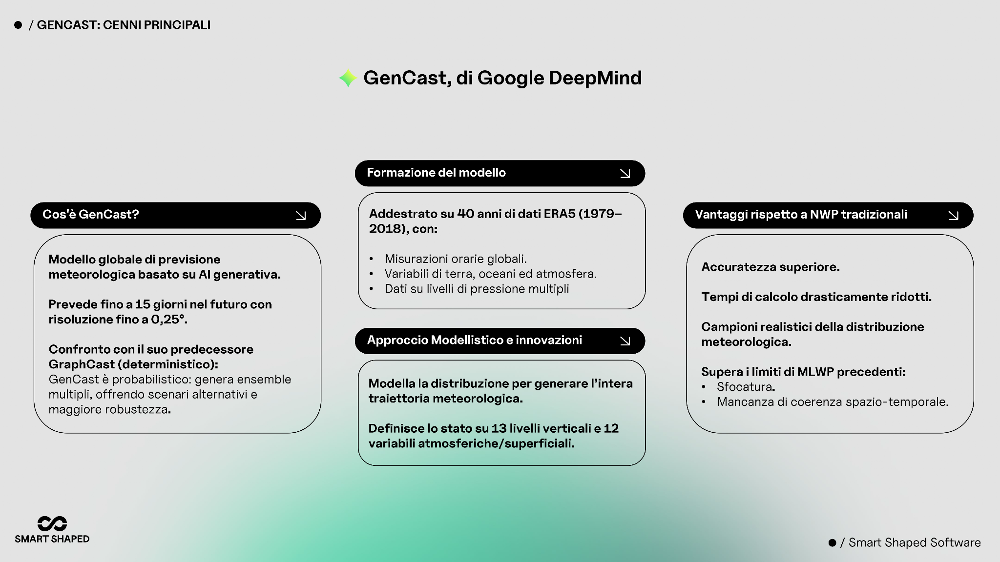 ● / GENCAST: CENNI PRINCIPALI
GenCast, di Google DeepMind
Cos'è GenCast?
Modello globale di previsione
meteorologica basato su AI generativa.
Prevede fino a 15 giorni nel futuro con
risoluzione fino a 0,25°.
Confronto con il suo predecessore
GraphCast (deterministico):
GenCast è probabilistico: genera ensemble
multipli, offrendo scenari alternativi e
maggiore robustezza.
Formazione del modello
Addestrato su 40 anni di dati ERA5 (1979–
2018), con:
• Misurazioni orarie globali.
• Variabili di terra, oceani ed atmosfera.
• Dati su livelli di pressione multipli
Approccio Modellistico e innovazioni
Modella la distribuzione per generare l’intera
traiettoria meteorologica.
Definisce lo stato su 13 livelli verticali e 12
variabili atmosferiche/superficiali.
Vantaggi rispetto a NWP tradizionali
Accuratezza superiore.
Tempi di calcolo drasticamente ridotti.
Campioni realistici della distribuzione
meteorologica.
Supera i limiti di MLWP precedenti:
• Sfocatura.
• Mancanza di coerenza spazio-temporale.
SMART SHAPED
● / Smart Shaped Software